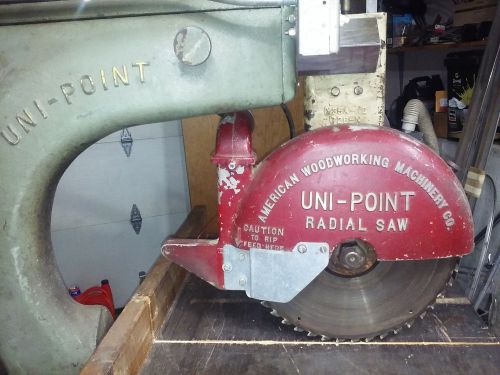 UNI-POINT
AMERICAN WOODWORKING MACHINERY CO.
UNI-POINT
RADIAL SAW
CAUTION
TO RIP
FEED HERE